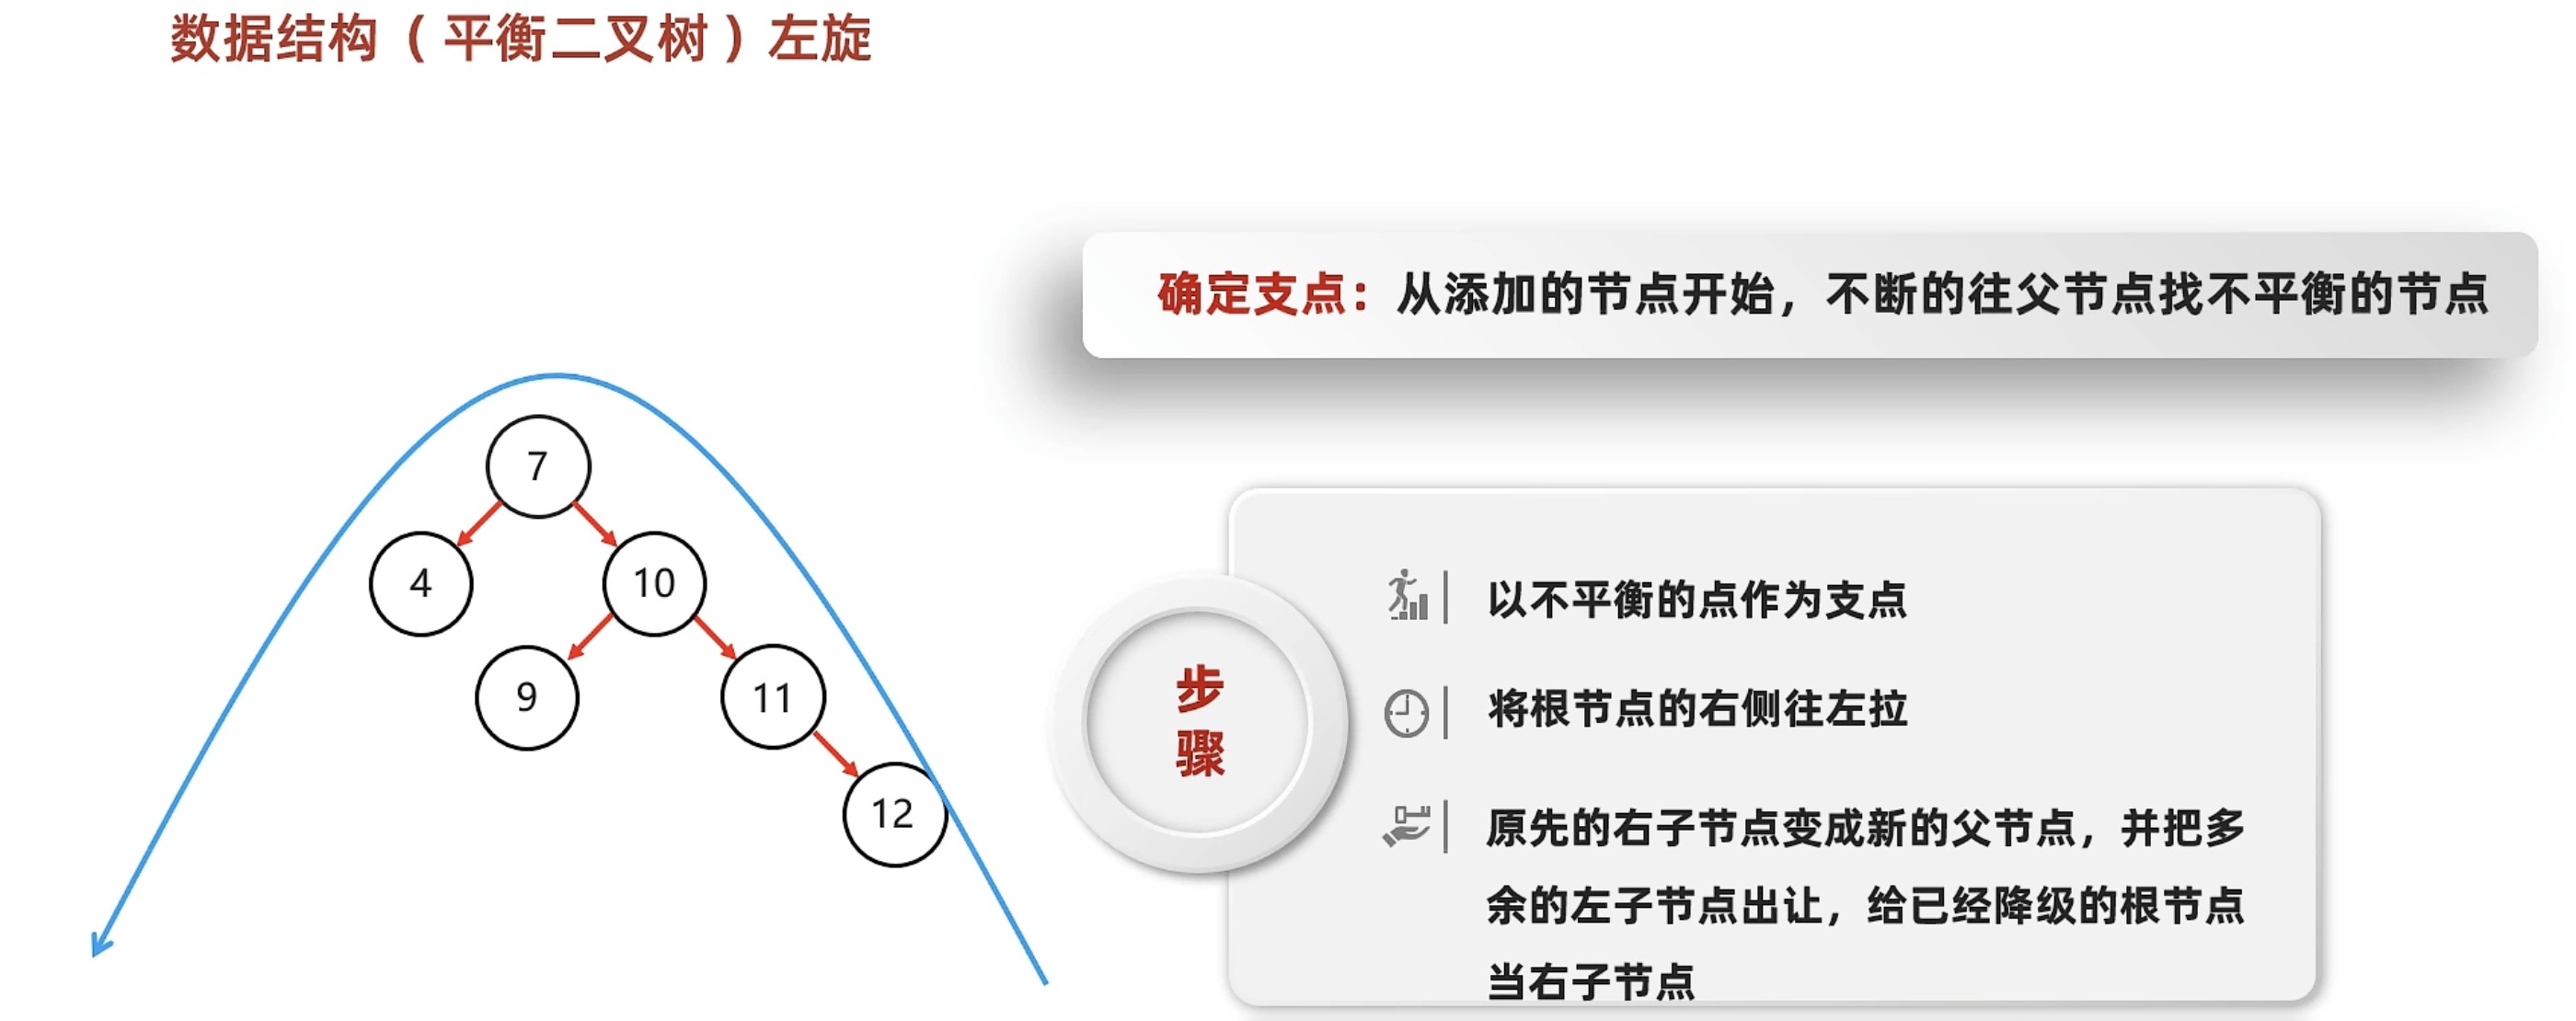 数据结构（平衡二叉树）左旋
确定支点：从添加的节点开始，不断的往父节点找不平衡的节点
7
4
10
9
11
12
步
骤
以不平衡的点作为支点
将根节点的右侧往左拉
原先的右子节点变成新的父节点，并把多
余的左子节点出让，给已经降级的根节点
当右子节点